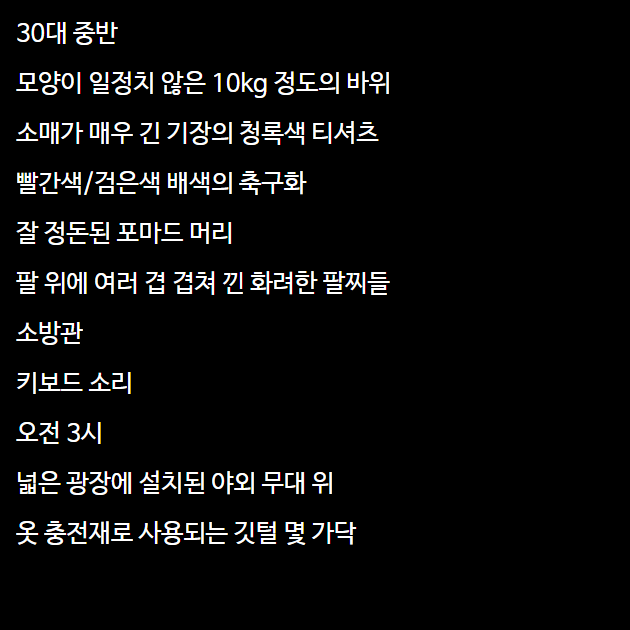 30대 중반
모양이 일정치 않은 10kg 정도의 바위
소매가 매우 긴 기장의 청록색 티셔츠
빨간색/검은색 배색의 축구화
잘 정돈된 포마드 머리
팔 위에 여러 겹 겹쳐 낀 화려한 팔찌들
소방관
키보드 소리
오전 3시
넓은 광장에 설치된 야외 무대 위
옷 충전재로 사용되는 깃털 몇 가닥